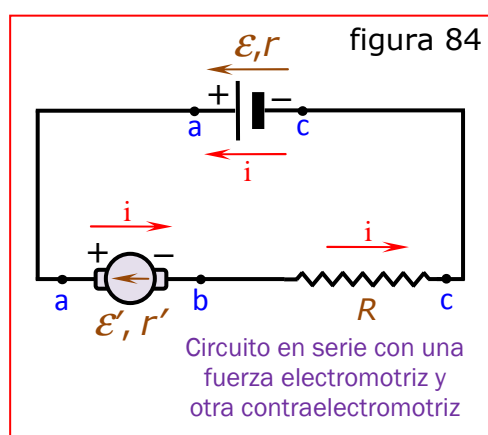 figura 84
ℰ,r
+ −
a c
i
i i
+ −
a b c
ℰ′, r′ R
Circuito en serie con una
fuerza electromotriz y
otra contraelectromotriz